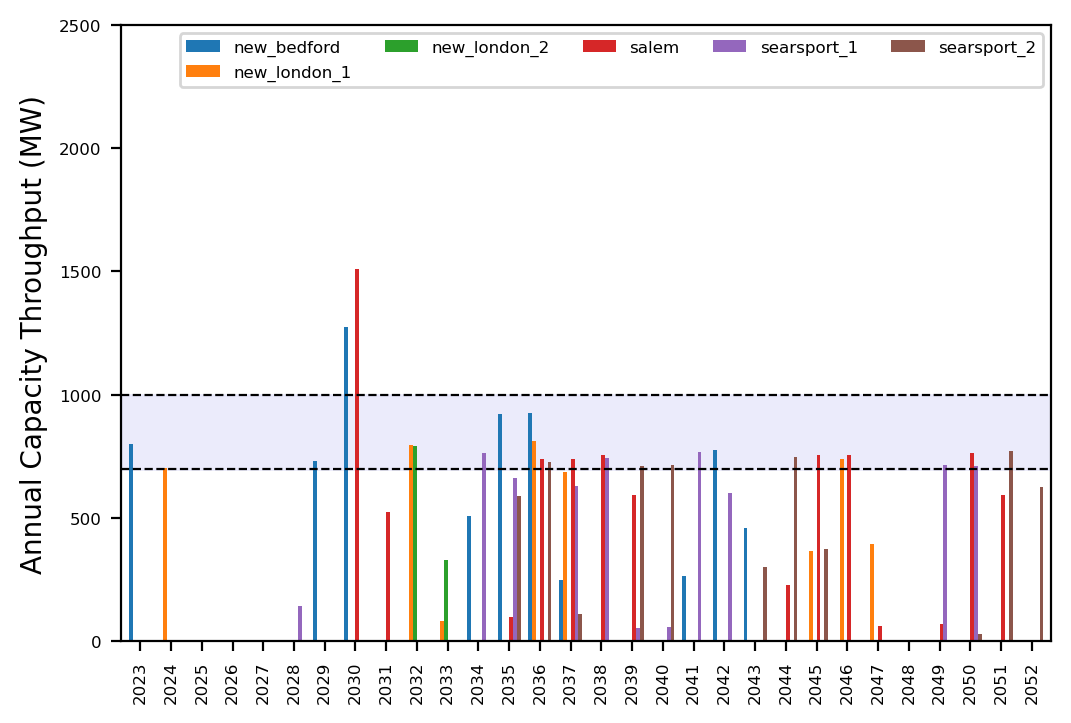 Annual Capacity Throughput (MW)
2500
2000
1500
1000
500
0
new_bedford new_london_2 salem searsport_1 searsport_2
new_london_1
2023 2024 2025 2026 2027 2028 2029 2030 2031 2032 2033 2034 2035 2036 2037 2038 2039 2040 2041 2042 2043 2044 2045 2046 2047 2048 2049 2050 2051 2052